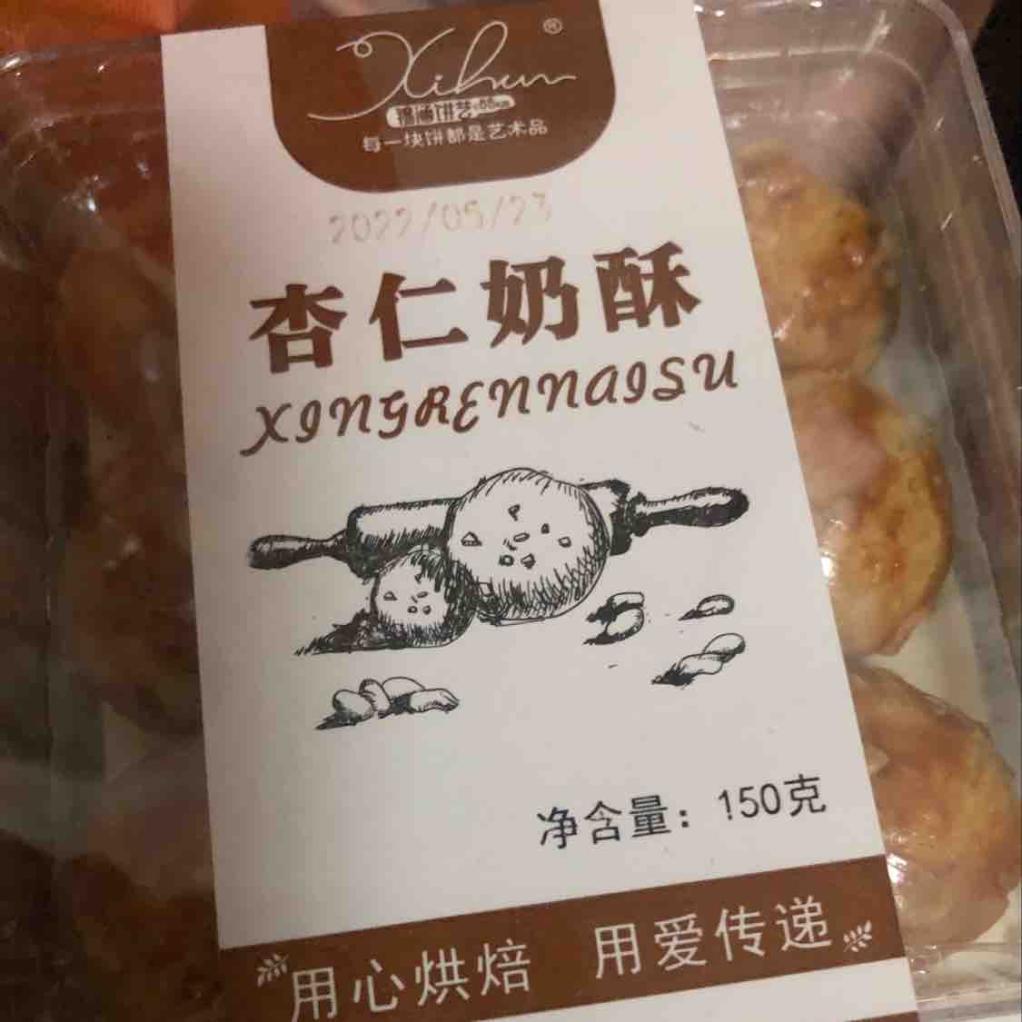 Xihun
®
每一块饼都是艺术品
2022/05/23
杏仁奶酥
XINGRENNAISU
净含量：150克
用心烘焙 用爱传递